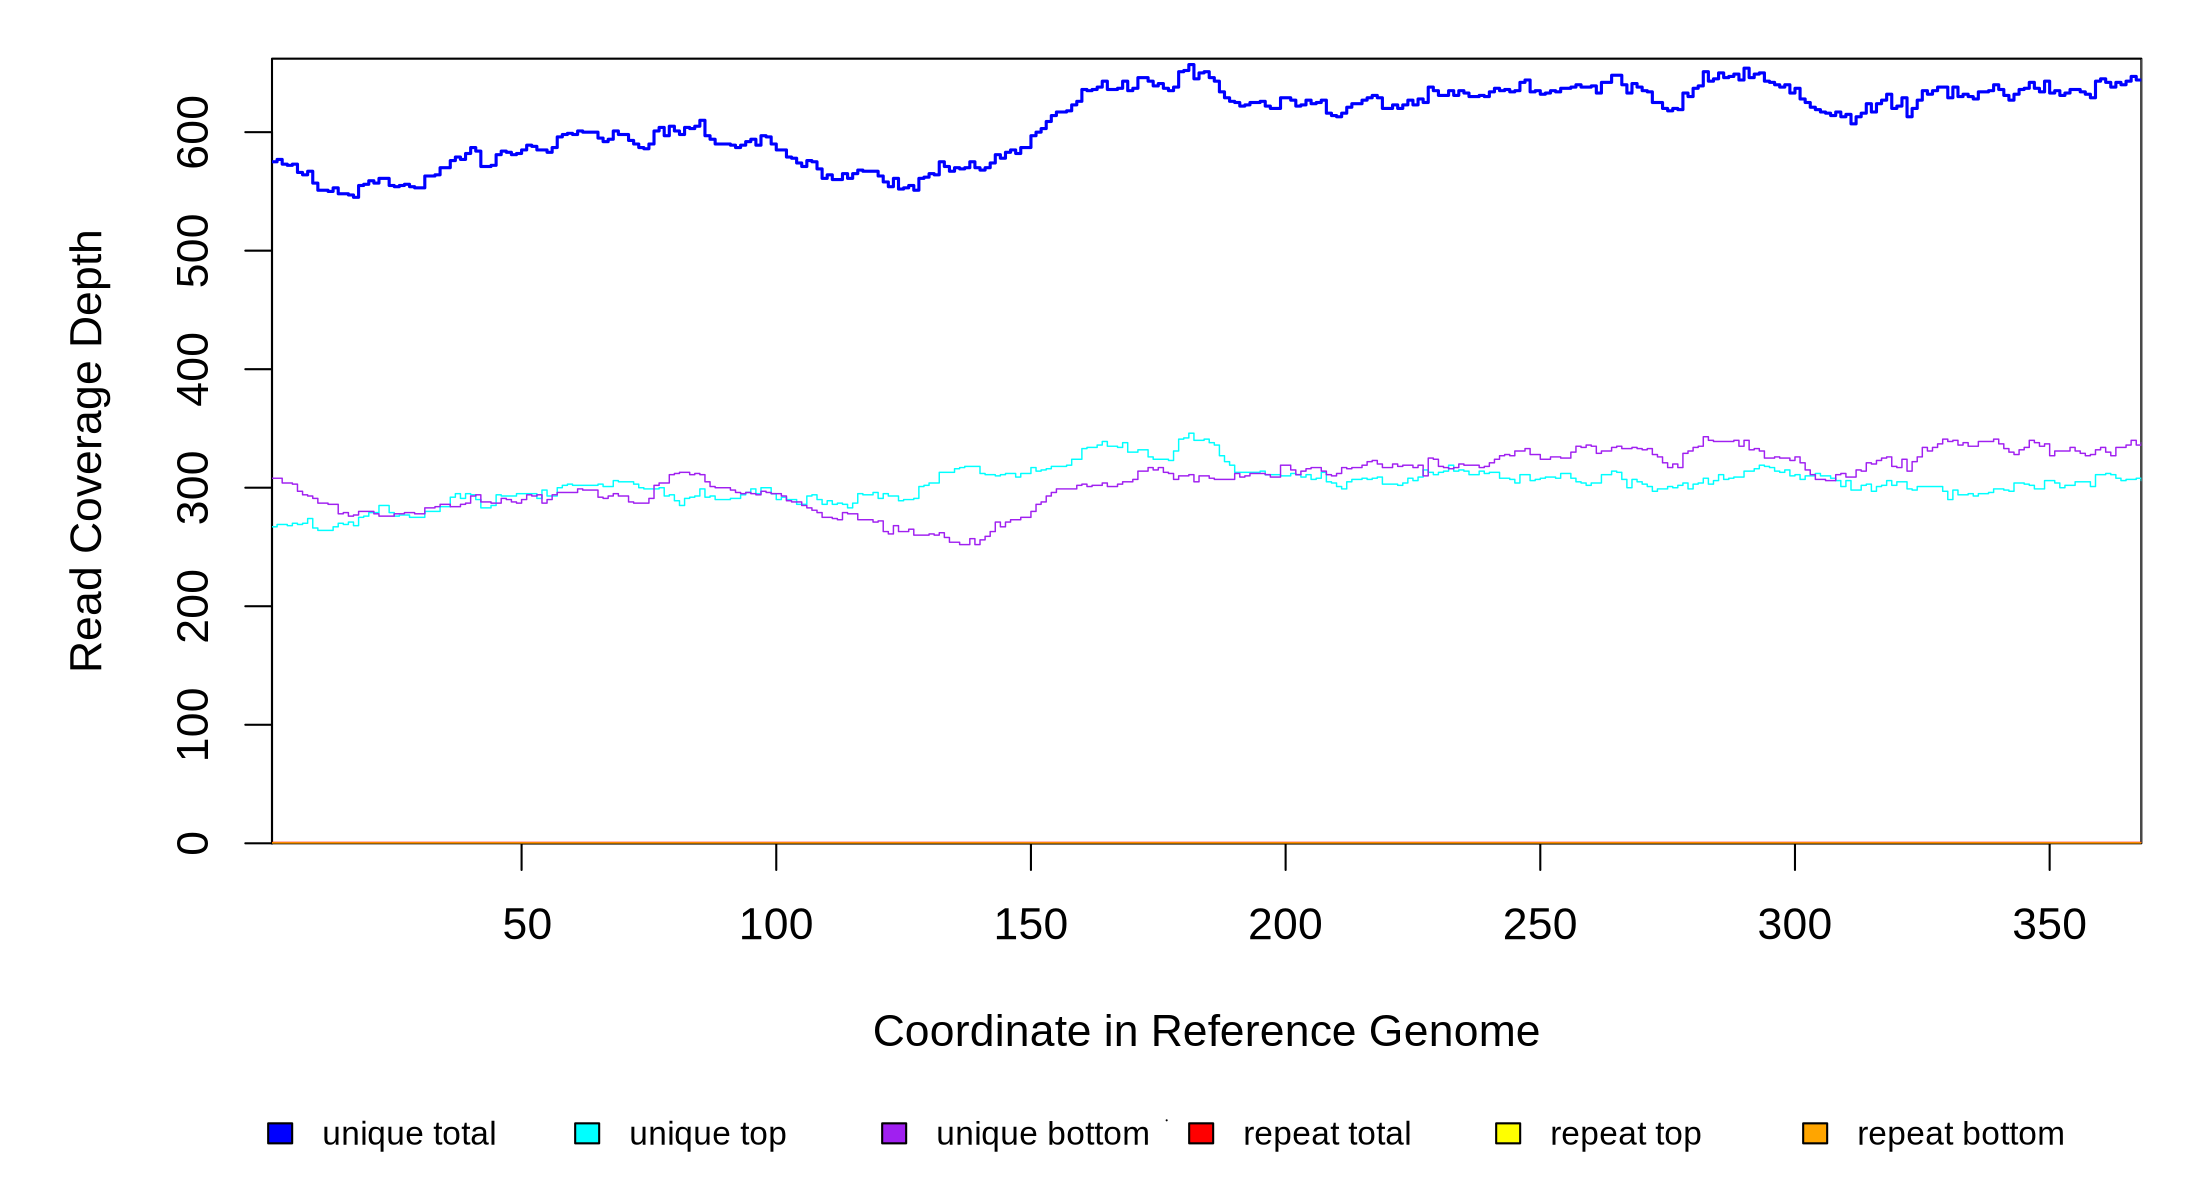 Read Coverage Depth
600
500
400
300
200
100
0
50 100 150 200 250 300 350
Coordinate in Reference Genome
unique total unique top unique bottom repeat total repeat top repeat bottom